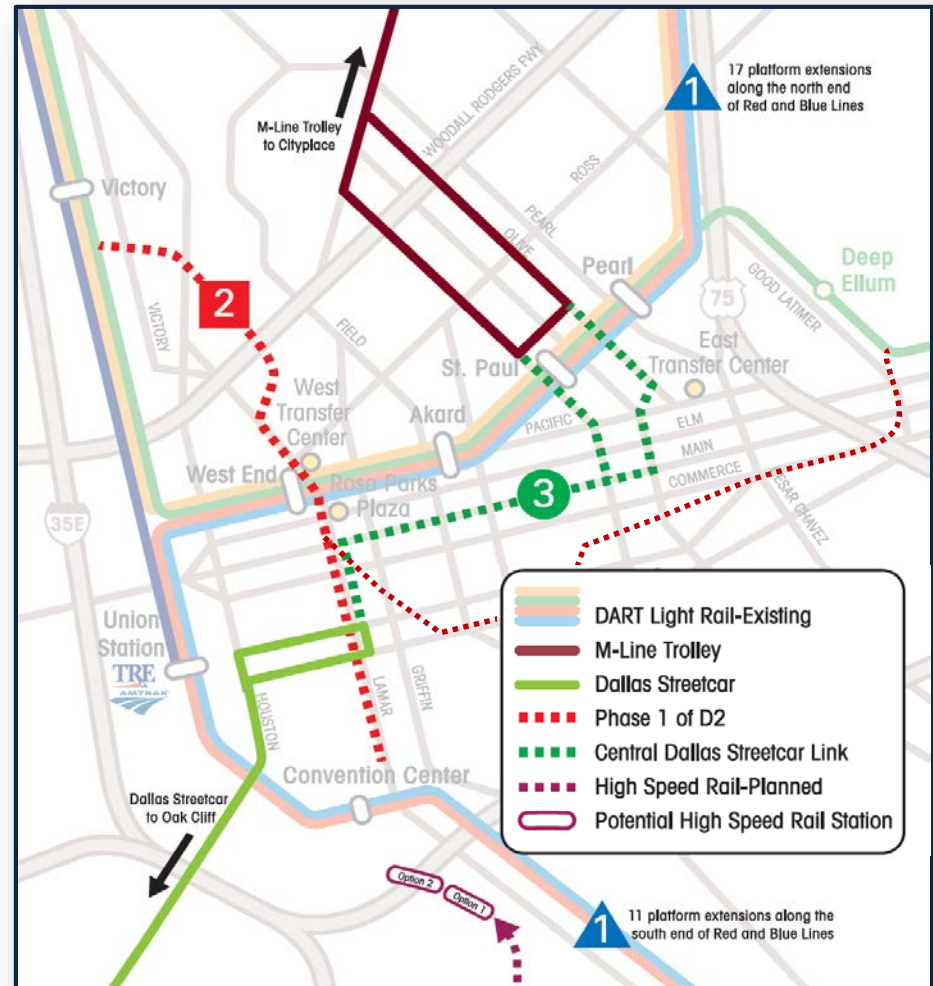 17 platform extensions
along the north end
of Red and Blue Lines
1
M-Line Trolley
to Cityplace
WOODALL RODGERS FWY
ROSS
PEARL
OLIVE
Victory
Pearl
Deep
Ellum
75
GOOD LATIMER
2
VICTORY
FIELD
East
Transfer Center
St. Paul
West
Transfer
Center
Akard
PACIFIC
ELM
MAIN
COMMERCE
West End
Rosa Parks
Plaza
3
35E
ESAR CHAVEZ
Union
Station
TRE
AMTRAK
HOUSTON
LAMAR
GRIFFIN
DART Light Rail-Existing
M-Line Trolley
Dallas Streetcar
Phase 1 of D2
Central Dallas Streetcar Link
High Speed Rail-Planned
Potential High Speed Rail Station
Convention Center
Dallas Streetcar
to Oak Cliff
Option 2
Option 1
1
11 platform extensions along the
south end of Red and Blue Lines